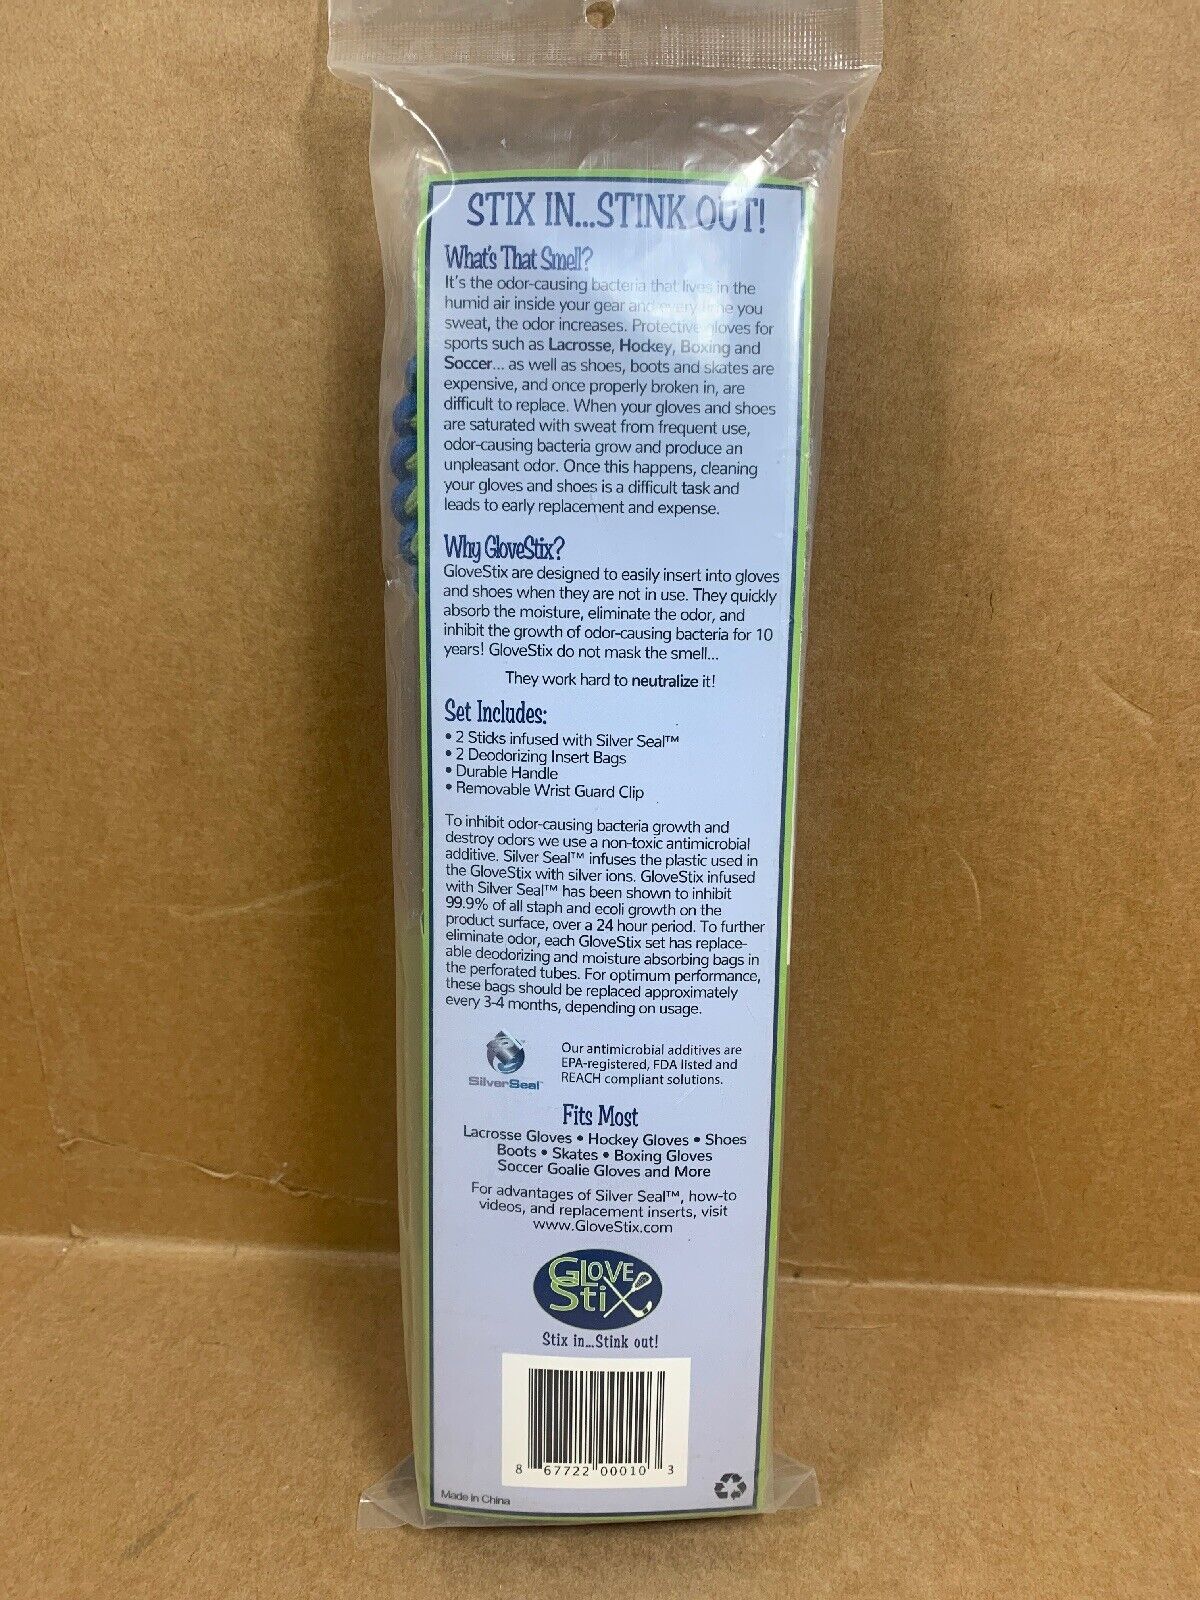 STIX IN...STINK OUT!
What's That Smell?
It's the odor-causing bacteria that lives in the
humid air inside your gear and every time you
sweat, the odor increases. Protective gloves for
sports such as Lacrosse, Hockey, Boxing and
Soccer... as well as shoes, boots and skates are
expensive, and once properly broken in, are
difficult to replace. When your gloves and shoes
are saturated with sweat from frequent use,
odor-causing bacteria grow and produce an
unpleasant odor. Once this happens, cleaning
your gloves and shoes is a difficult task and
leads to early replacement and expense.
Why GloveStix?
GloveStix are designed to easily insert into gloves
and shoes when they are not in use. They quickly
absorb the moisture, eliminate the odor, and
inhibit the growth of odor-causing bacteria for 10
years! GloveStix do not mask the smell...
They work hard to neutralize it!
Set Includes:
• 2 Sticks infused with Silver Seal™
• 2 Deodorizing Insert Bags
• Durable Handle
• Removable Wrist Guard Clip
To inhibit odor-causing bacteria growth and
destroy odors we use a non-toxic antimicrobial
additive. Silver Seal™ infuses the plastic used in
the GloveStix with silver ions. GloveStix infused
with Silver Seal™ has been shown to inhibit
99.9% of all staph and ecoli growth on the
product surface, over a 24 hour period. To further
eliminate odor, each GloveStix set has replace-
able deodorizing and moisture absorbing bags in
the perforated tubes. For optimum performance,
these bags should be replaced approximately
every 3-4 months, depending on usage.
SilverSeal™
Our antimicrobial additives are
EPA-registered, FDA listed and
REACH compliant solutions.
Fits Most
Lacrosse Gloves • Hockey Gloves • Shoes
Boots • Skates • Boxing Gloves
Soccer Goalie Gloves and More
For advantages of Silver Seal™, how-to
videos, and replacement inserts, visit
www.GloveStix.com
GLOVE
StiX
Stix in...Stink out!
8 67722 00010 3
Made in China